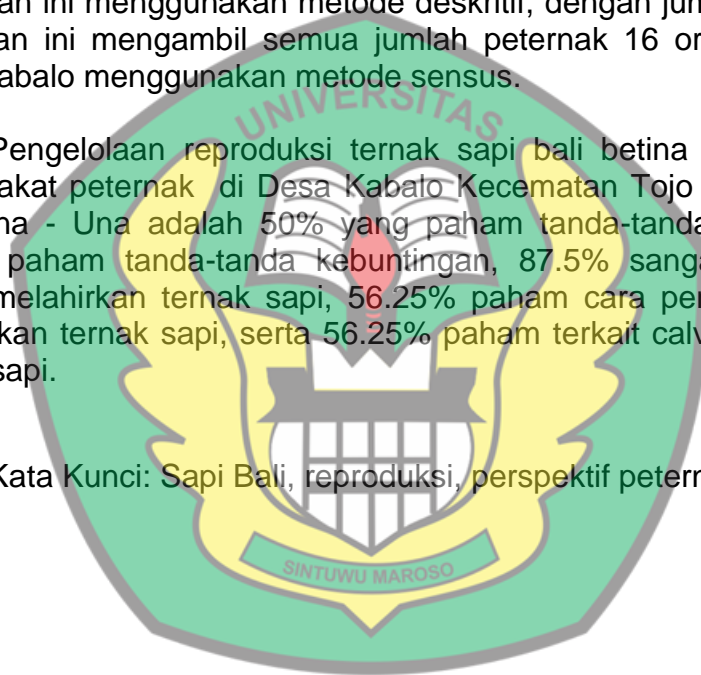 an ini menggunakan metode deskritif, dengan jum
an ini mengambil semua jumlah peternak 16 or
abalo menggunakan metode sensus.
UNIVERSITAS
Pengelolaan reproduksi ternak sapi bali betina
akat peternak di Desa Kabalo Kecematan Tojo
na - Una adalah 50% yang paham tanda-tanda
paham tanda-tanda kebuntingan, 87.5% sanga
melahirkan ternak sapi, 56.25% paham cara per
kan ternak sapi, serta 56.25% paham terkait calv
sapi.
Kata Kunci: Sapi Bali, reproduksi, perspektif petern
SINTUWU MAROSO